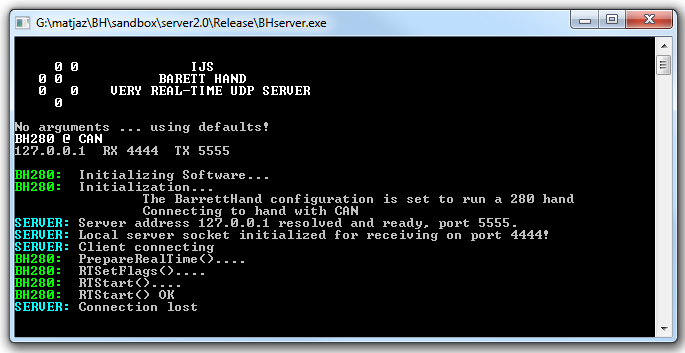 G:\matjaz\BH\sandbox\server2.0\Release\BHserver.exe
0 0 IJS
0 0 BARETT HAND
0 0 VERY REAL-TIME UDP SERVER
0
No arguments ... using defaults!
BH280 @ CAN
127.0.0.1 RX 4444 TX 5555
BH280: Initializing Software...
BH280: Initialization...
The BarrettHand configuration is set to run a 280 hand
Connecting to hand with CAN
SERVER: Server address 127.0.0.1 resolved and ready, port 5555.
SERVER: Local server socket initialized for receiving on port 4444!
SERVER: Client connecting
BH280: PrepareRealTime()....
BH280: RTSetFlags()....
BH280: RTStart()....
BH280: RTStart() OK
SERVER: Connection lost